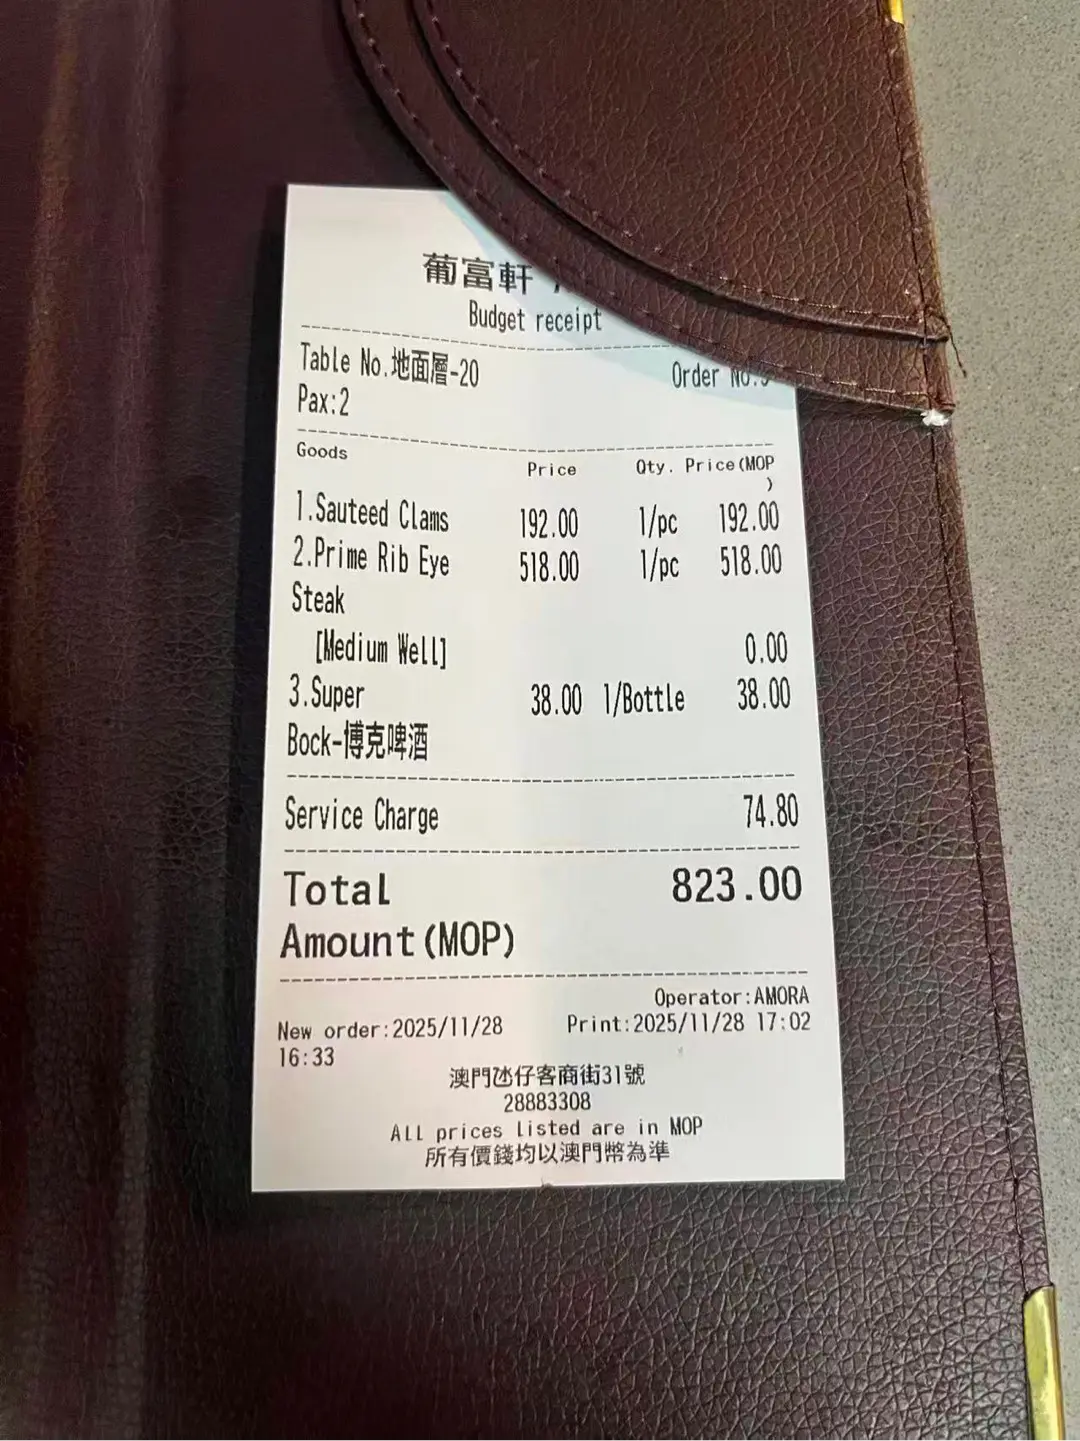 葡富軒
Budget receipt
Table No.地面層-20
Order No.
Pax:2
Goods Price Qty. Price(MOP
)
1.Sauteed Clams 192.00 1/pc 192.00
2.Prime Rib Eye 518.00 1/pc 518.00
Steak
[Medium Well] 0.00
3.Super 38.00 1/Bottle 38.00
Bock-博克啤酒
Service Charge 74.80
Total 823.00
Amount(MOP)
Operator:AMORA
New order:2025/11/28 Print:2025/11/28 17:02
16:33
澳門氹仔客商街31號
28883308
All prices listed are in MOP
所有價錢均以澳門幣為準